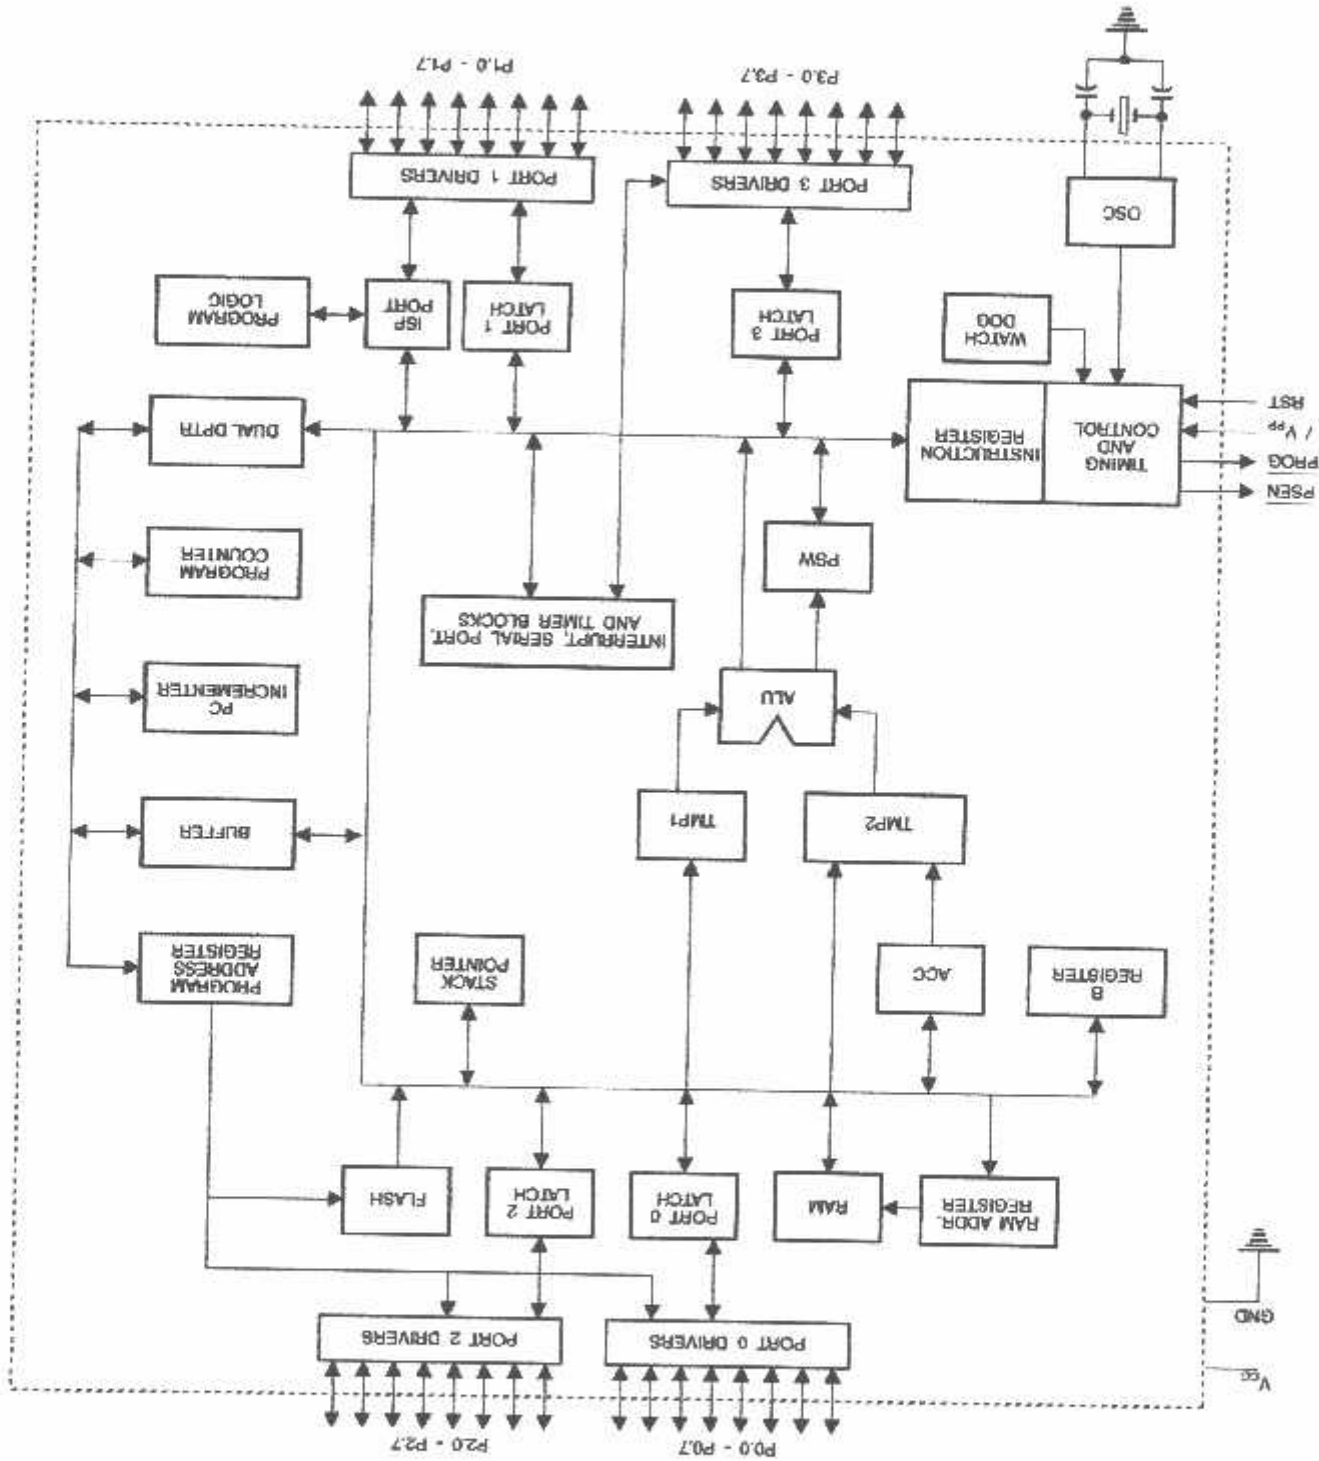 P0.0 - P0.7
P2.0 - P2.7
VCC
GND
PORT 0 DRIVERS
PORT 2 DRIVERS
RAM ADDR.
REGISTER
RAM
PORT 0
LATCH
PORT 2
LATCH
FLASH
B
REGISTER
ACC
STACK
POINTER
PROGRAM
ADDRESS
REGISTER
TMP2
TMP1
BUFFER
ALU
PC
INCREMENTER
INTERRUPT, SERIAL PORT,
AND TIMER BLOCKS
PSW
PROGRAM
COUNTER
PSEN
PROG
/ VPP
RST
TIMING
AND
CONTROL
INSTRUCTION
REGISTER
DUAL DPTR
WATCH
DOG
PORT 3
LATCH
PORT 1
LATCH
ISP
PORT
PROGRAM
LOGIC
OSC
PORT 3 DRIVERS
PORT 1 DRIVERS
P3.0 - P3.7
P1.0 - P1.7